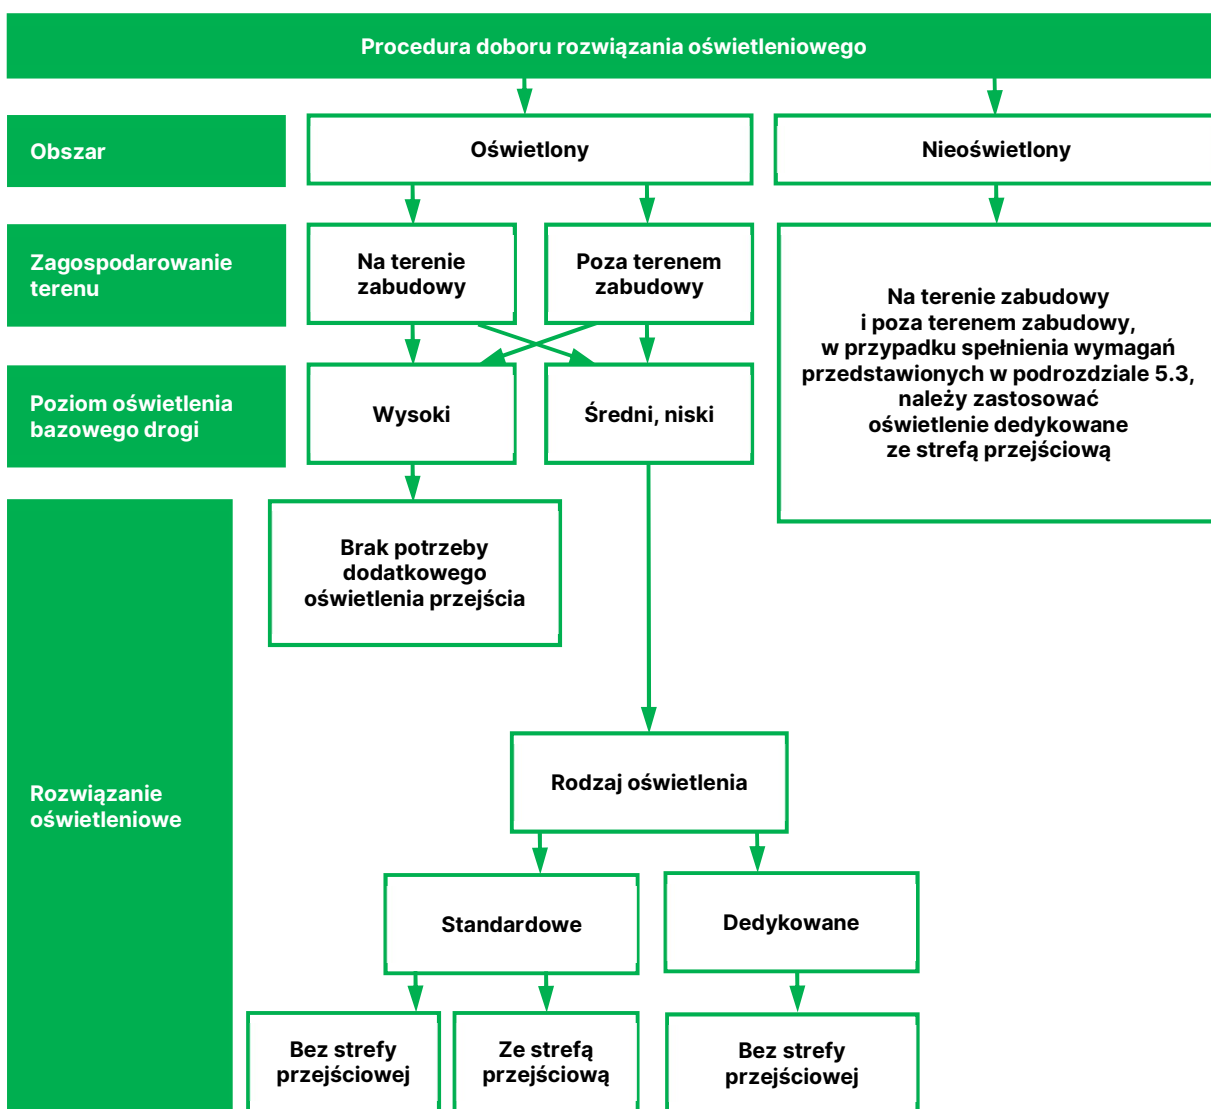 Procedura doboru rozwiązania oświetleniowego
Obszar
Oświetlony
Nieoświetlony
Zagospodarowanie
terenu
Na terenie
zabudowy
Poza terenem
zabudowy
Na terenie zabudowy
i poza terenem zabudowy,
w przypadku spełnienia wymagań
przedstawionych w podrozdziale 5.3,
należy zastosować
oświetlenie dedykowane
ze strefą przejściową
Poziom oświetlenia
bazowego drogi
Wysoki
Średni, niski
Brak potrzeby
dodatkowego
oświetlenia przejścia
Rozwiązanie
oświetleniowe
Rodzaj oświetlenia
Standardowe
Dedykowane
Bez strefy
przejściowej
Ze strefą
przejściową
Bez strefy
przejściowej